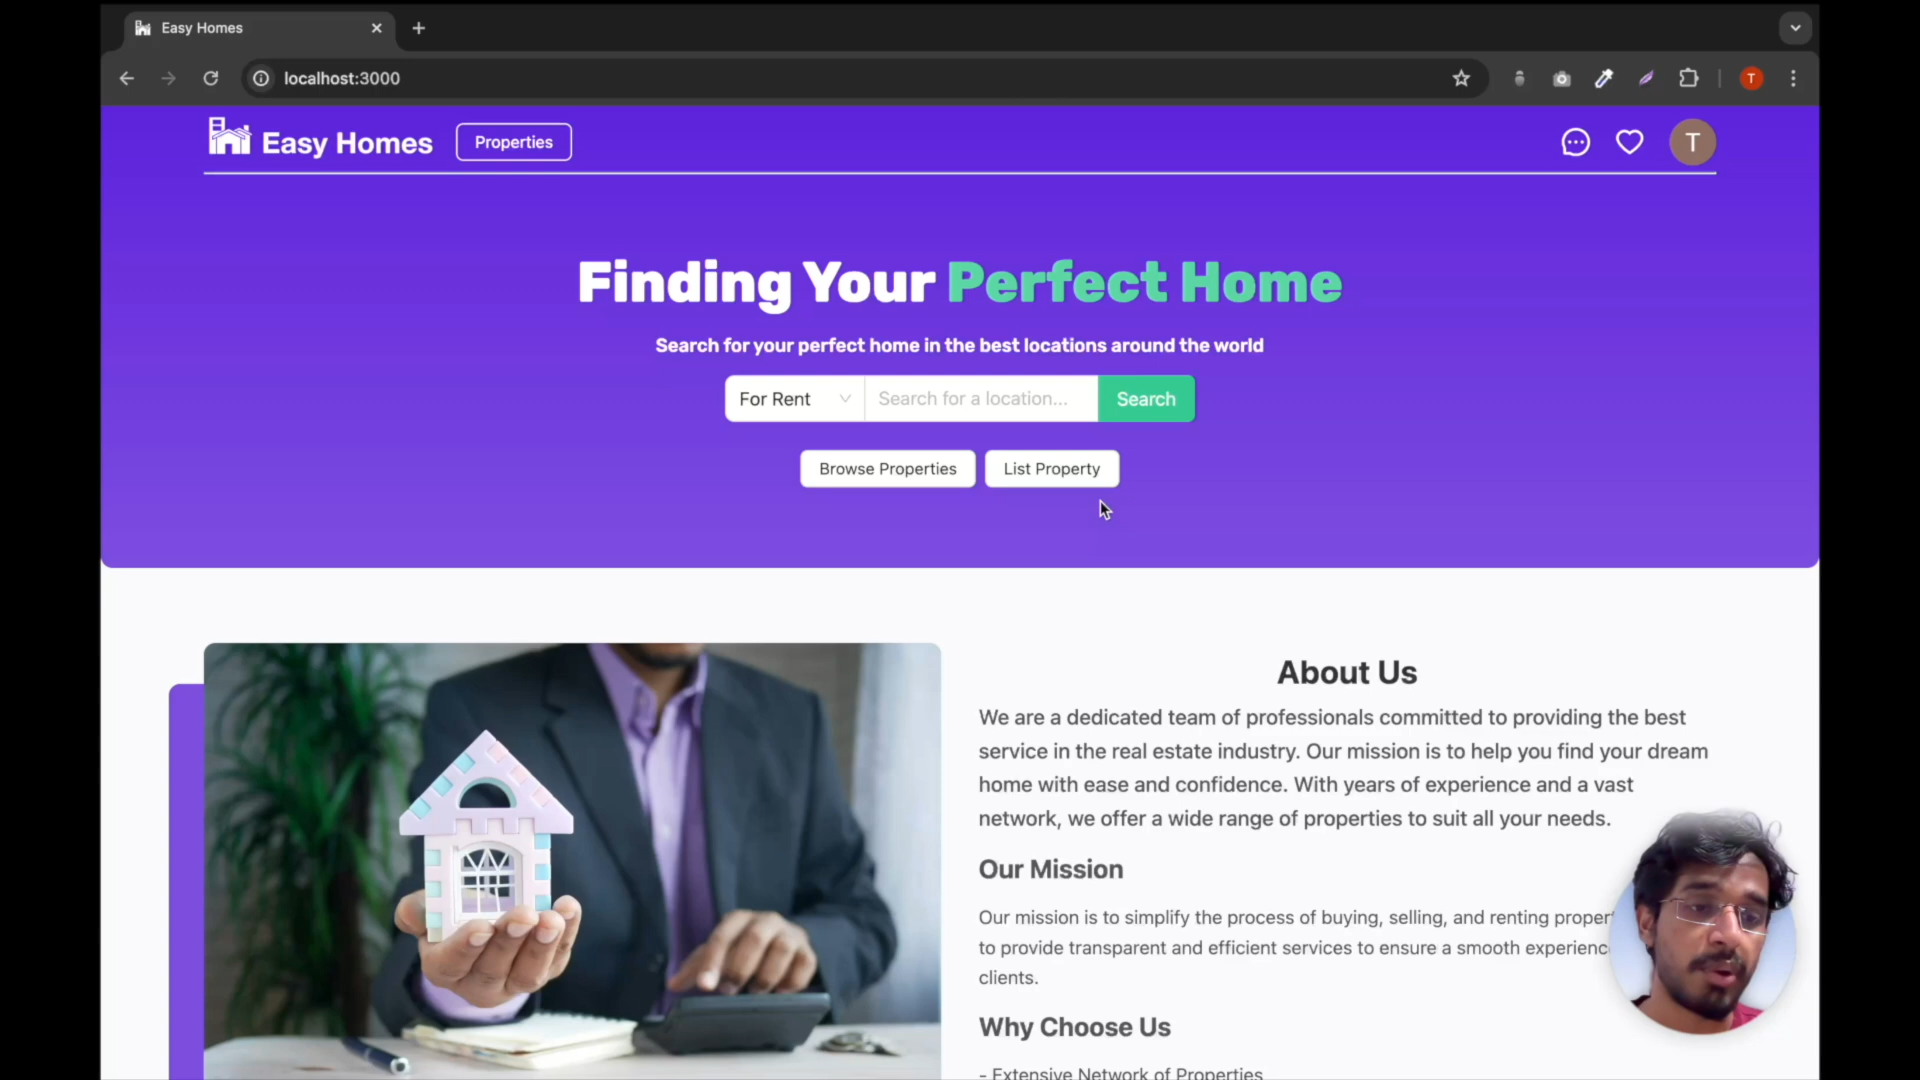 Easy Homes
localhost:3000
T
Easy Homes
Properties
T
Finding Your Perfect Home
Search for your perfect home in the best locations around the world
For Rent
Search for a location...
Search
Browse Properties
List Property
About Us
We are a dedicated team of professionals committed to providing the best
service in the real estate industry. Our mission is to help you find your dream
home with ease and confidence. With years of experience and a vast
network, we offer a wide range of properties to suit all your needs.
Our Mission
Our mission is to simplify the process of buying, selling, and renting
to provide transparent and efficient services to ensure a smooth
clients.
Why Choose Us
- Extensive Network of Properties